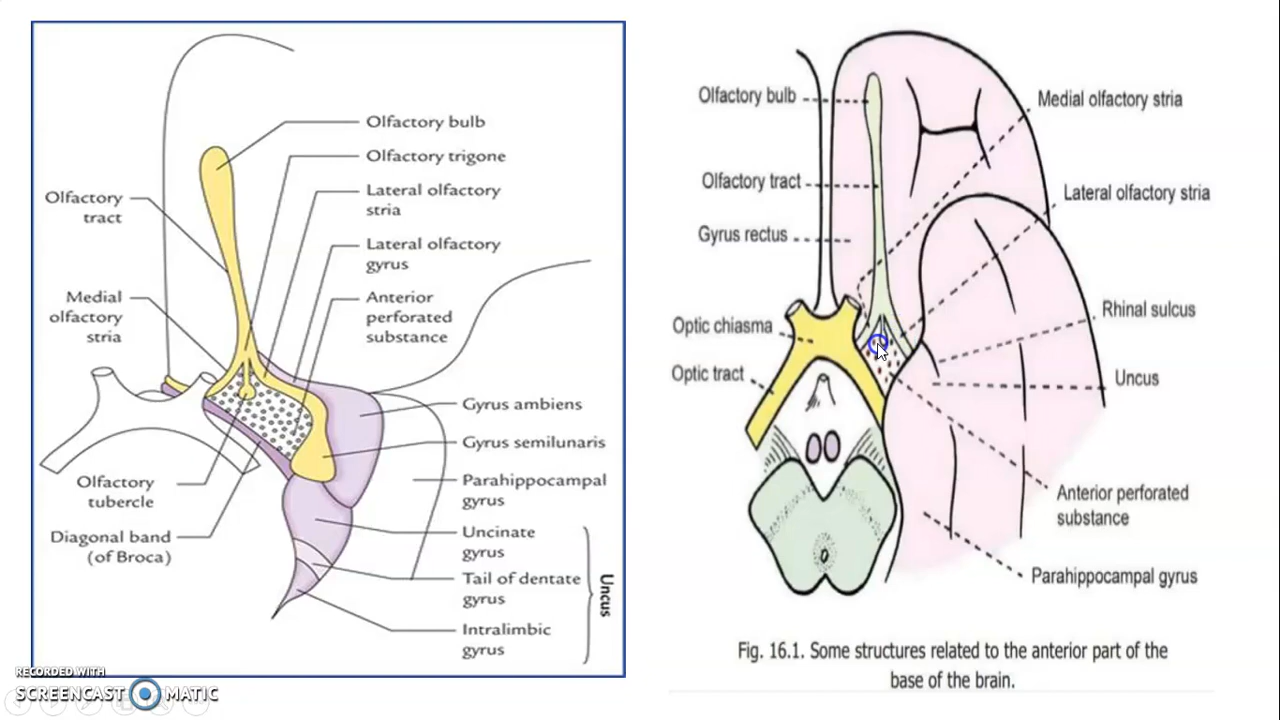 Olfactory bulb
Olfactory trigone
Lateral olfactory
stria
Lateral olfactory
gyrus
Anterior
perforated
substance
Olfactory
tract
Medial
olfactory
stria
Gyrus ambiens
Gyrus semilunaris
Parahippocampal
gyrus
Uncinate
gyrus
Tail of dentate
gyrus
Intralimbic
gyrus
Uncus
Olfactory
tubercle
Diagonal band
(of Broca)
RECORDED WITH
SCREENCAST MATIC
Olfactory bulb
Olfactory tract
Gyrus rectus
Optic chiasma
Optic tract
Medial olfactory stria
Lateral olfactory stria
Rhinal sulcus
Uncus
Anterior perforated
substance
Parahippocampal gyrus
Fig. 16.1. Some structures related to the anterior part of the
base of the brain.